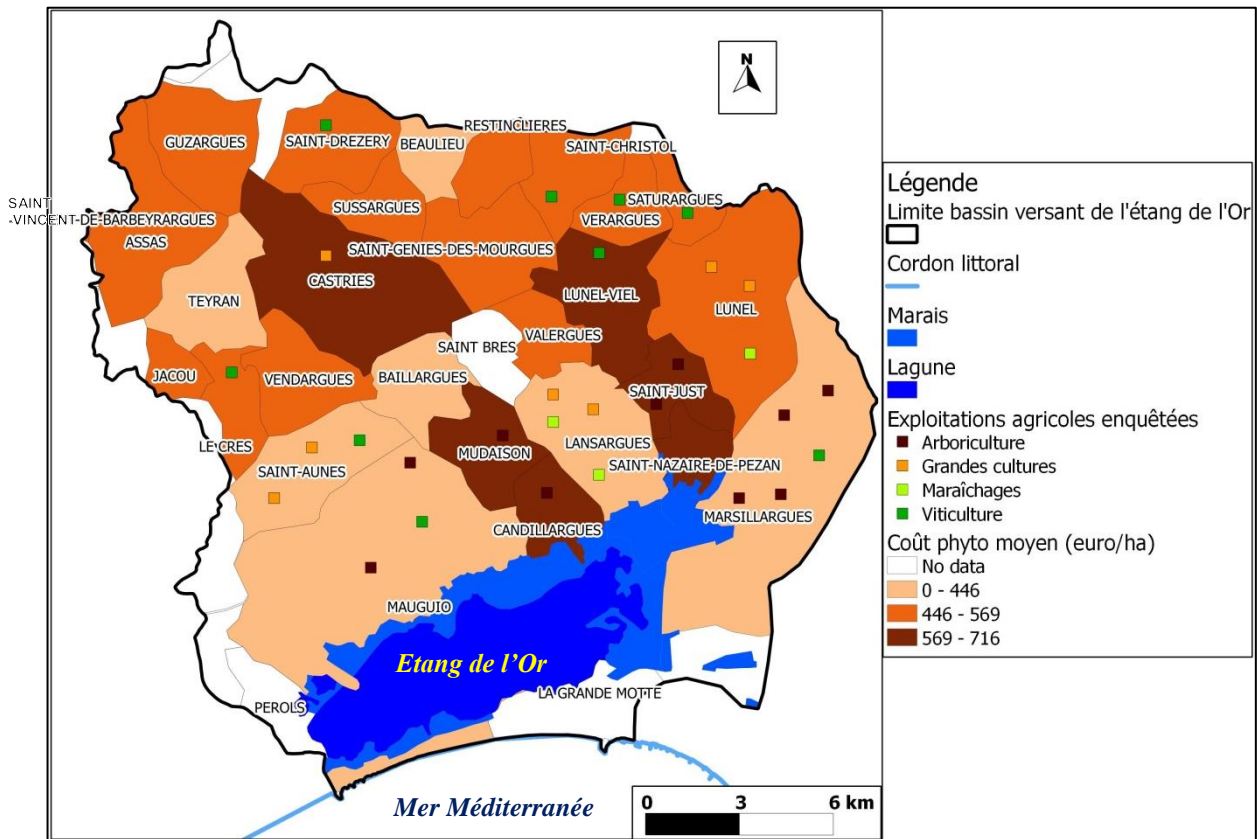 N
RESTINCLIERES
GUZARGUES
SAINT-DREZERY
BEAULIEU
SAINT-CHRISTOL
SAINT
-VINCENT-DE-BARBEYRARGUES
SUSSARGUES
SATURARGUES
VERARGUES
ASSAS
SAINT-GENIES-DES-MOURGUES
CASTRIES
TEYRAN
LUNEL-VIEL
LUNEL
VALERGUES
SAINT BRES
JACOU
VENDARGUES
BAILLARGUES
SAINT-JUST
LE CRES
SAINT-AUNES
MUDAISON
LANSARGUES
SAINT-NAZAIRE-DE-PEZAN
CANDILLARGUES
MARSILLARGUES
MAUGUIO
Etang de l'Or
PEROLS
LA GRANDE MOTTE
Mer Méditerranée
0 3 6 km
Légende
Limite bassin versant de l'étang de l'Or
Cordon littoral
Marais
Lagune
Exploitations agricoles enquêtées
Arboriculture
Grandes cultures
Maraîchages
Viticulture
Coût phyto moyen (euro/ha)
No data
0 - 446
446 - 569
569 - 716